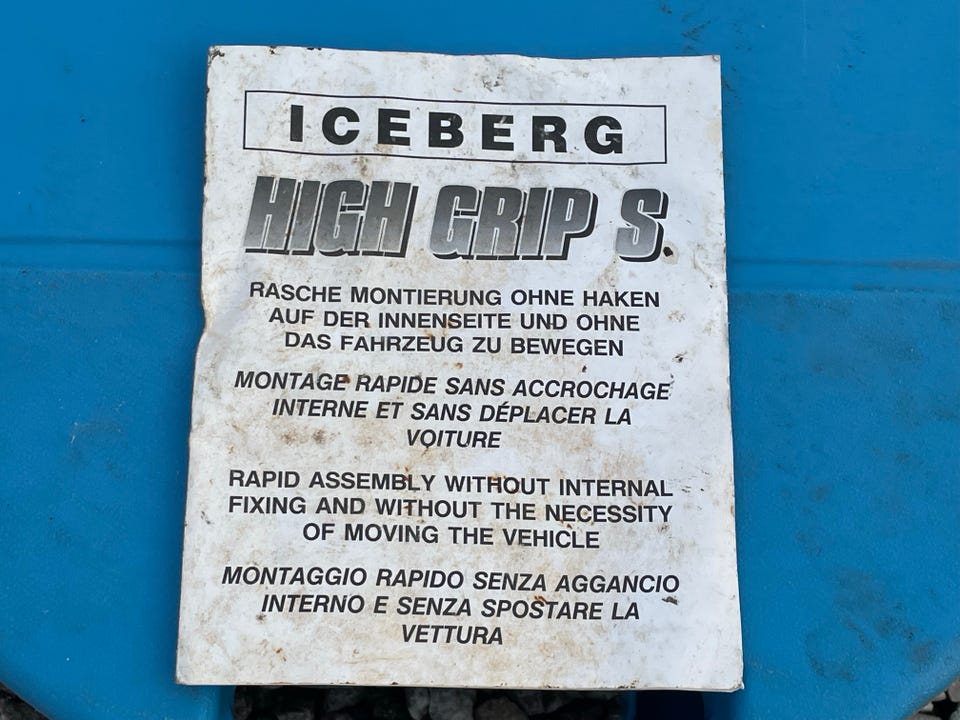 ICEBERG
HIGH GRIP S
RASCHE MONTIERUNG OHNE HAKEN
AUF DER INNENSEITE UND OHNE
DAS FAHRZEUG ZU BEWEGEN
MONTAGE RAPIDE SANS ACCROCHAGE
INTERNE ET SANS DÉPLACER LA
VOITURE
RAPID ASSEMBLY WITHOUT INTERNAL
FIXING AND WITHOUT THE NECESSITY
OF MOVING THE VEHICLE
MONTAGGIO RAPIDO SENZA AGGANCIO
INTERNO E SENZA SPOSTARE LA
VETTURA